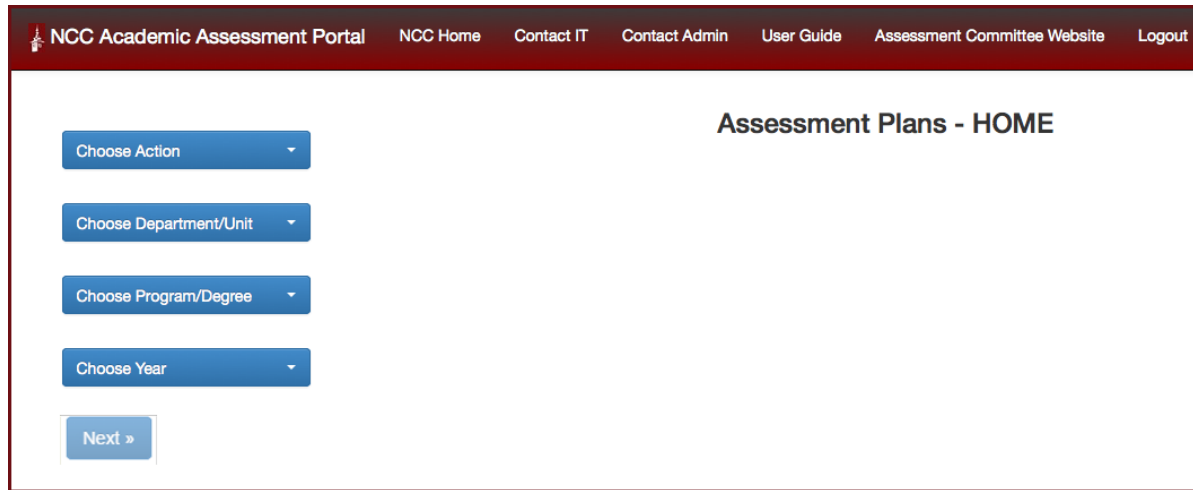 NCC Academic Assessment Portal NCC Home Contact IT Contact Admin User Guide Assessment Committee Website Logout
Assessment Plans - HOME
Choose Action
Choose Department/Unit
Choose Program/Degree
Choose Year
Next »